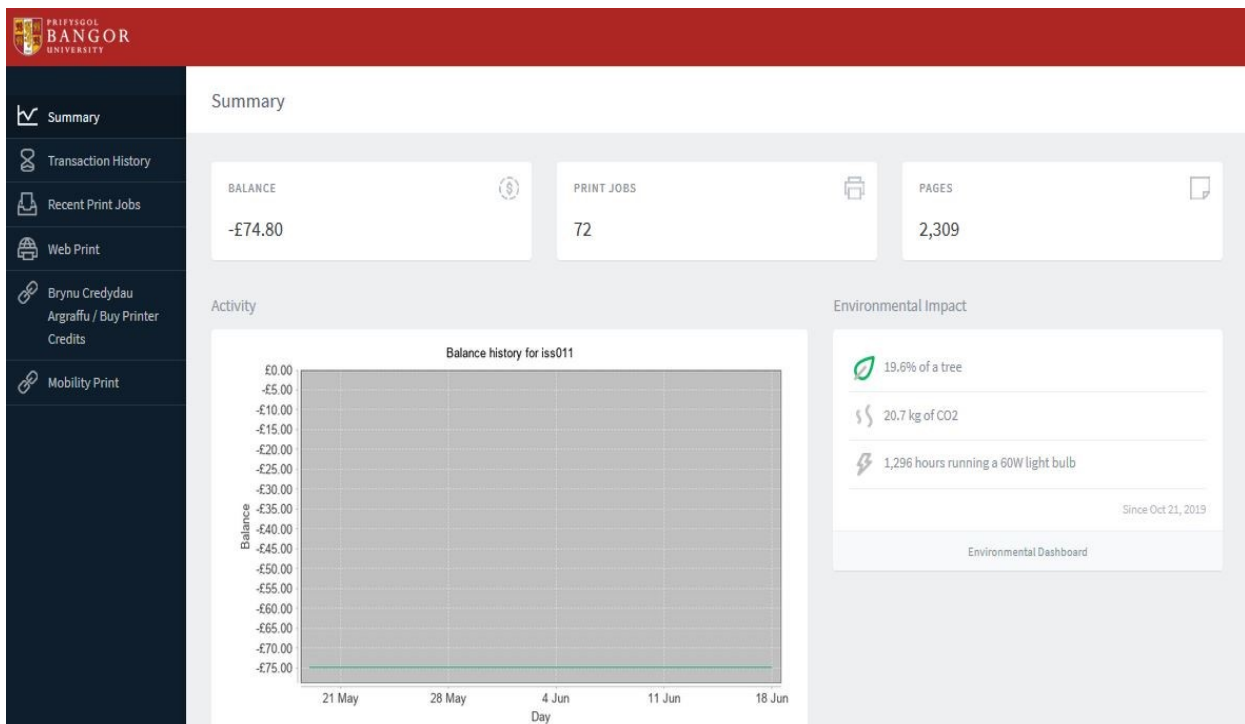 PRIFYSGOL
BANGOR
UNIVERSITY
Summary
Transaction History
Recent Print Jobs
Web Print
Brynu Credydau
Argraffu / Buy Printer
Credits
Mobility Print
Summary
BALANCE
-£74.80
PRINT JOBS
72
PAGES
2,309
Activity
Balance history for iss011
£0.00
-£5.00
-£10.00
-£15.00
-£20.00
-£25.00
-£30.00
-£35.00
-£40.00
-£45.00
-£50.00
-£55.00
-£60.00
-£65.00
-£70.00
-£75.00
Balance
21 May
28 May
4 Jun
11 Jun
18 Jun
Day
Environmental Impact
19.6% of a tree
20.7 kg of CO2
1,296 hours running a 60W light bulb
Since Oct 21, 2019
Environmental Dashboard